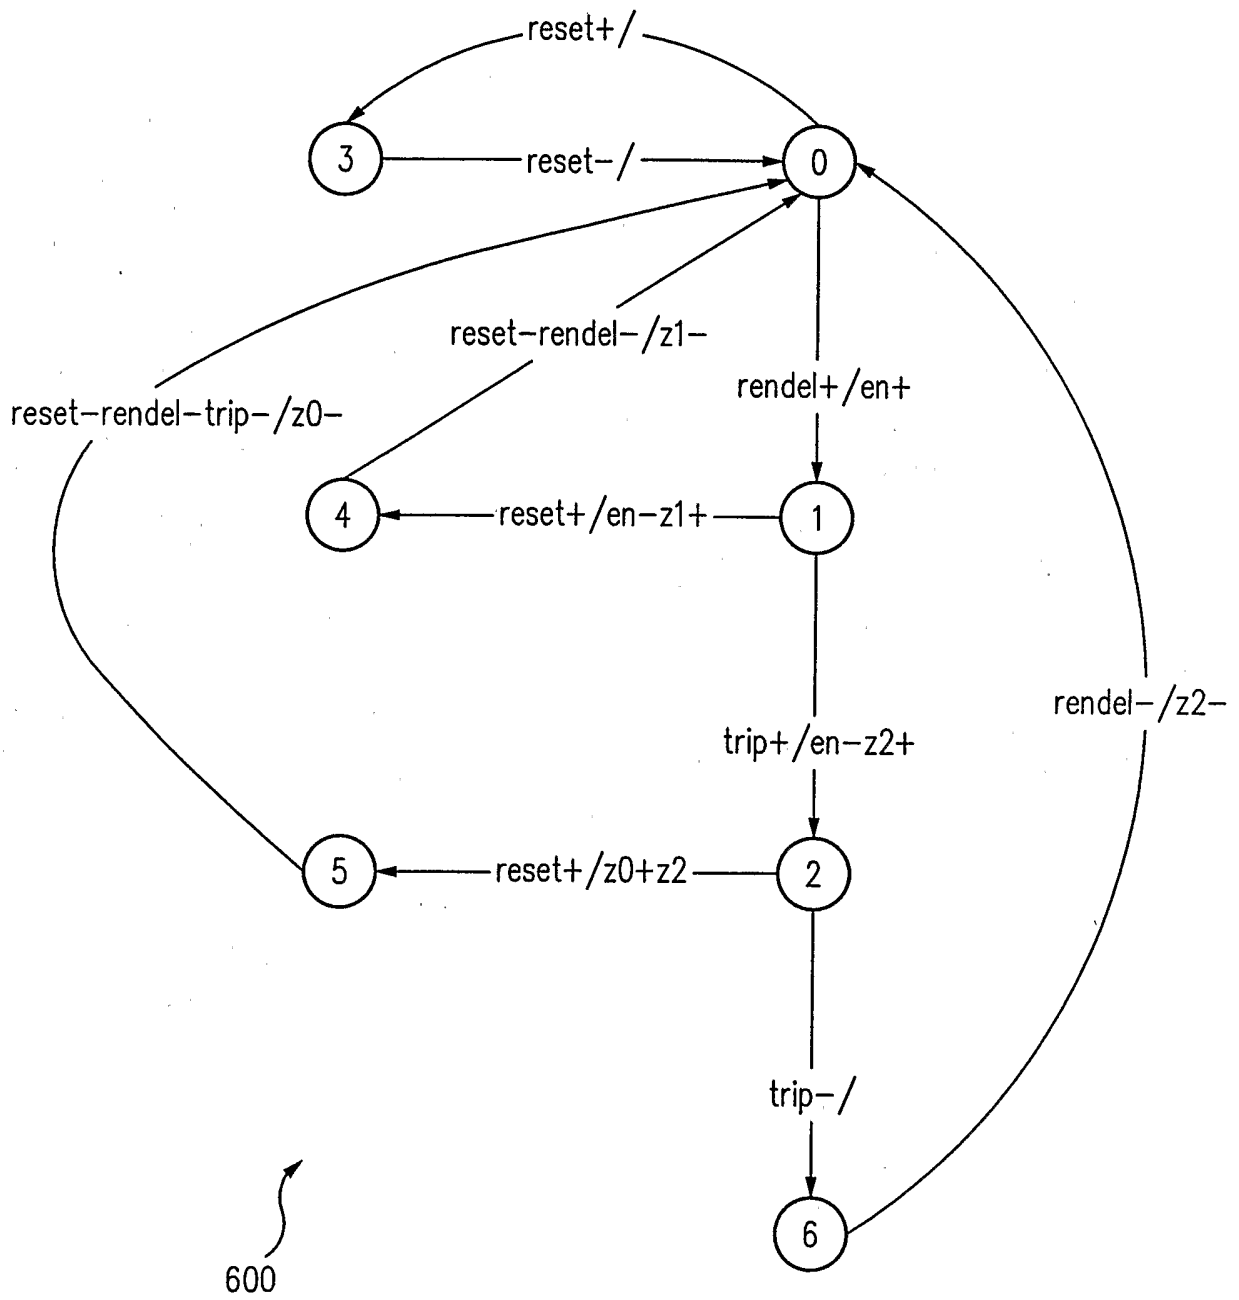 reset+/
3
reset-/
0
reset-rendel-/z1-
rendel+/en+
reset-rendel-trip-/z0-
4
reset+/en-z1+
1
rendel-/z2-
trip+/en-z2+
5
reset+/z0+z2
2
trip-/
6
600